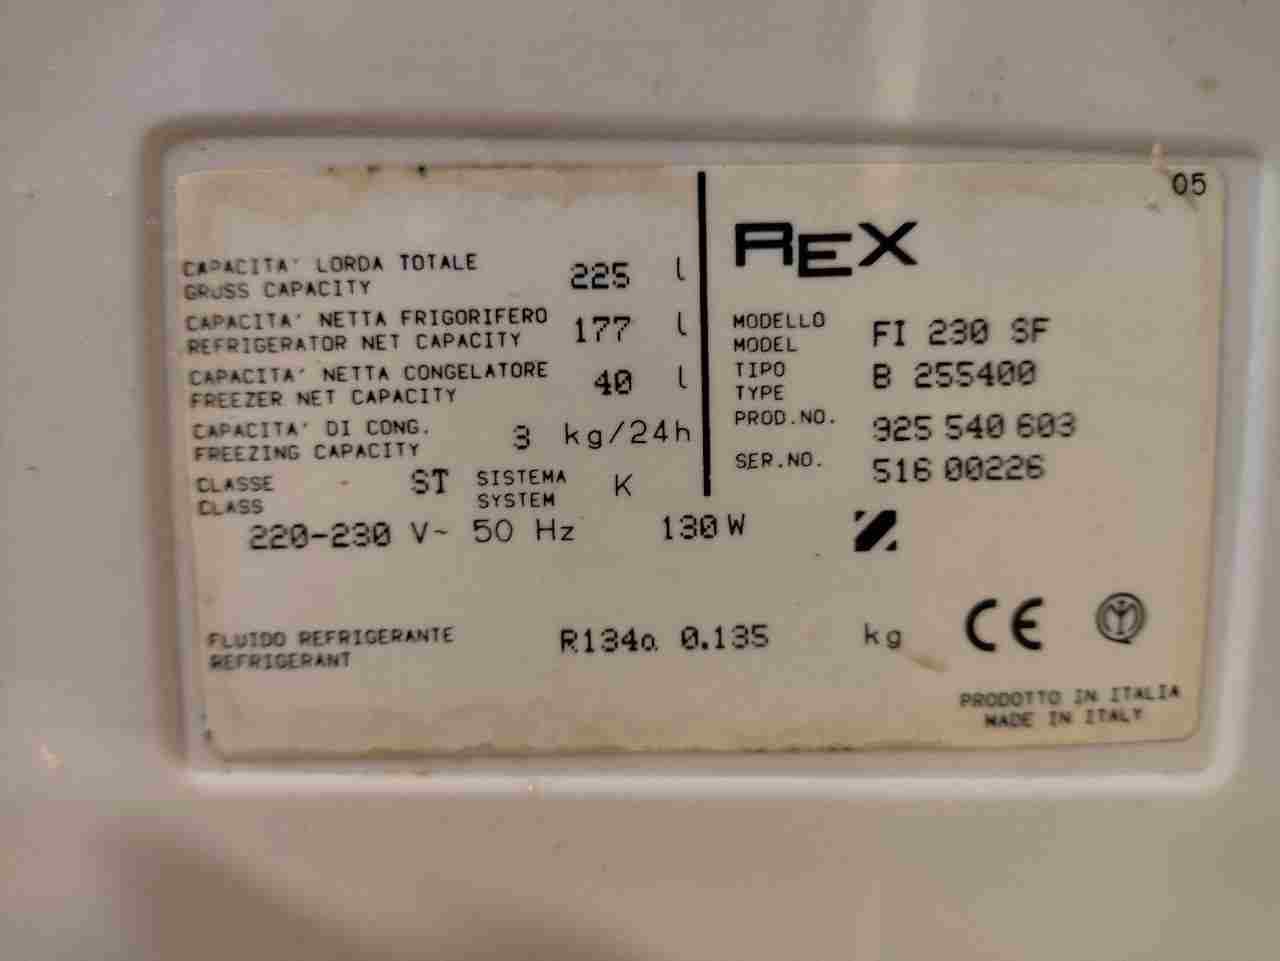 05
CAPACITA' LORDA TOTALE
GROSS CAPACITY
225 l
CAPACITA' NETTA FRIGORIFERO
REFRIGERATOR NET CAPACITY
177 l
CAPACITA' NETTA CONGELATORE
FREEZER NET CAPACITY
40 l
CAPACITA' DI CONG.
FREEZING CAPACITY
3 kg/24h
CLASSE
CLASS
ST
SISTEMA
SYSTEM
K
220-230 V~ 50 Hz 130 W
FLUIDO REFRIGERANTE
REFRIGERANT
R134a 0.135 kg
REX
MODELLO
MODEL
FI 230 SF
TIPO
TYPE
B 255400
PROD.NO. 925 540 603
SER.NO. 516 00226
CE
PRODOTTO IN ITALIA
MADE IN ITALY